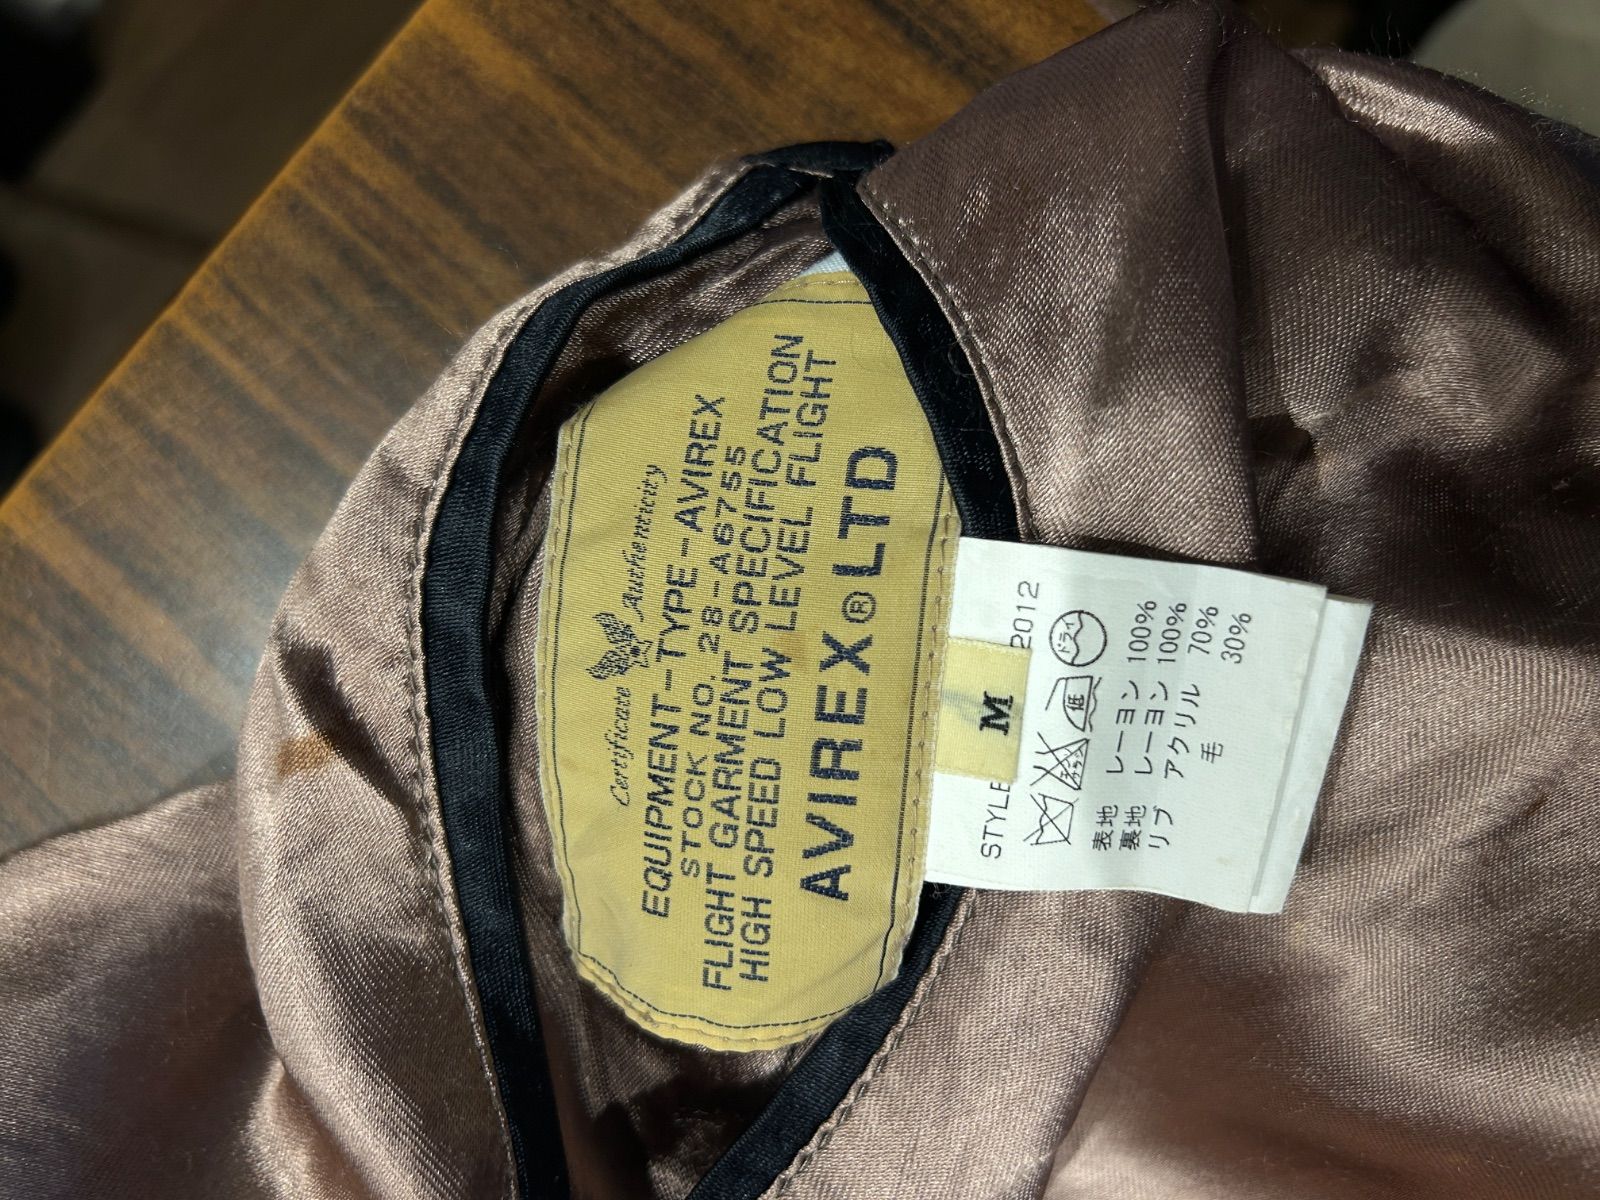 Certificate Authenticity
EQUIPMENT-TYPE-AVIREX
STOCK NO. 28-A6755
FLIGHT GARMENT SPECIFICATION
HIGH SPEED LOW LEVEL FLIGHT
AVIREX® LTD
M
STYLE 2012
ドライ
低
表地 レーヨン 100%
裏地 レーヨン 100%
リブ アクリル 70%
毛 30%